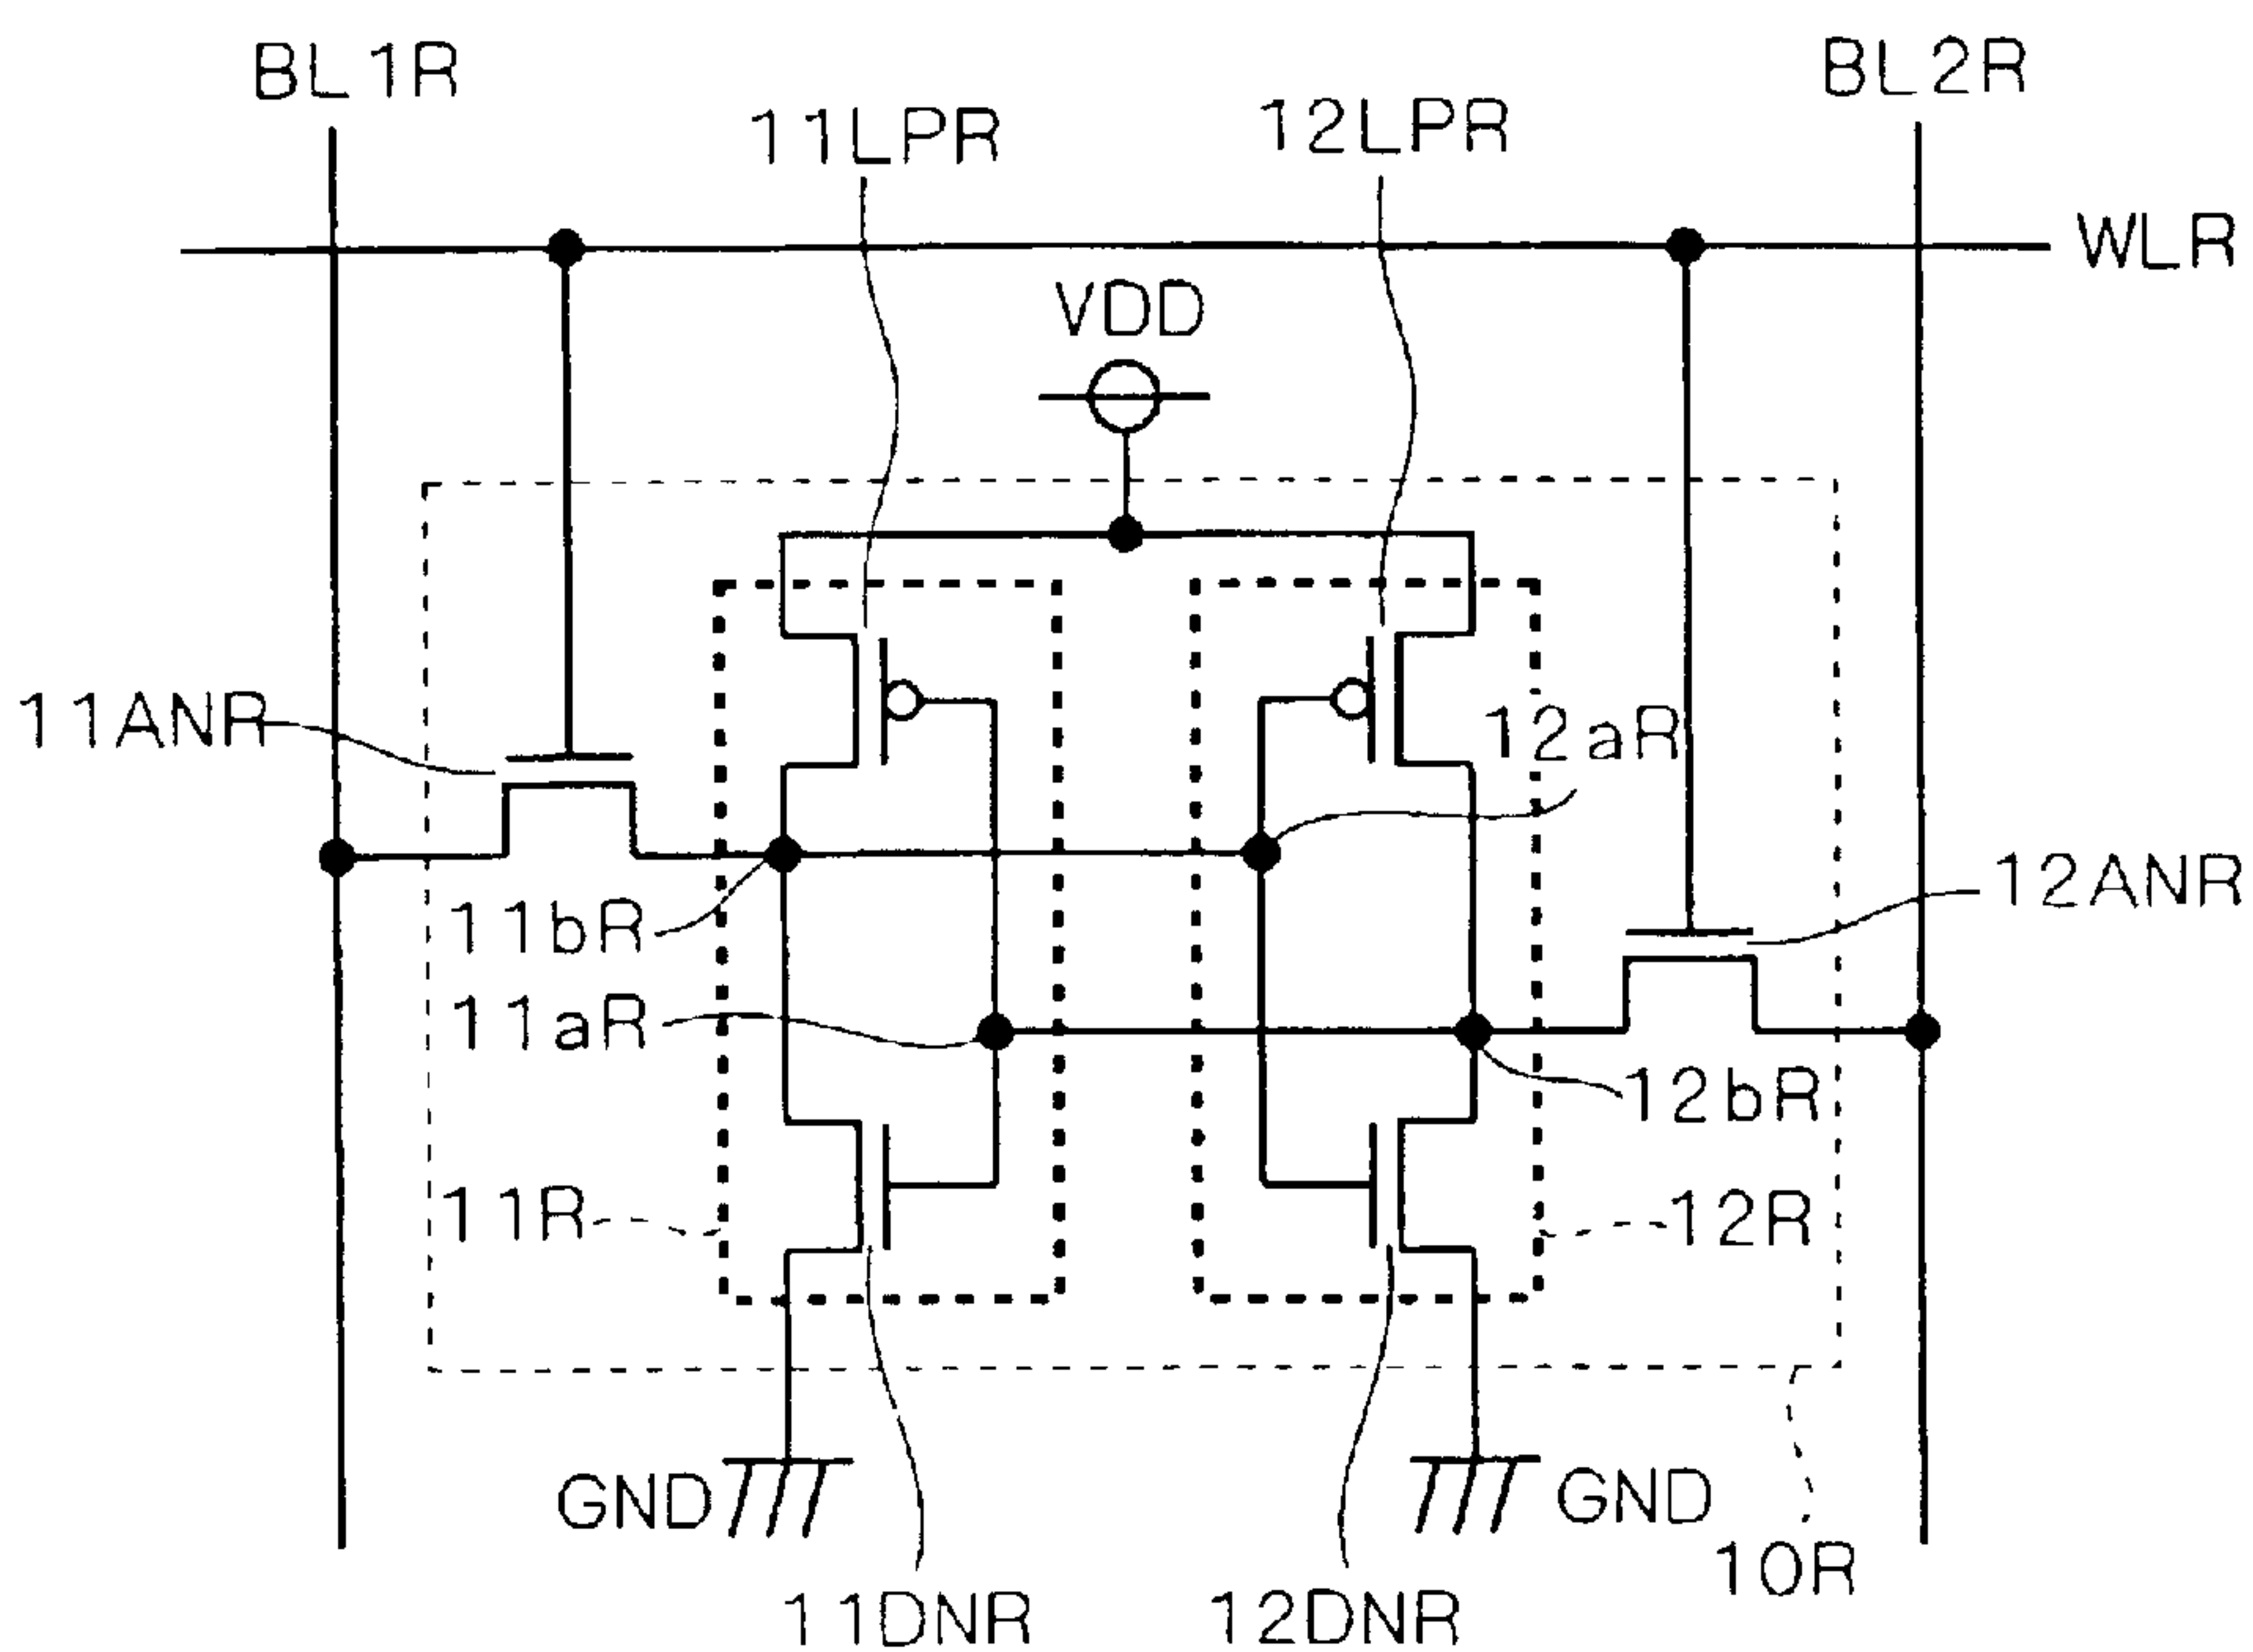 BL1R
BL2R
11LPR
12LPR
WLR
VDD
11ANR
12aR
12ANR
11bR
11aR
12bR
11R
12R
GND
GND
10R
11DNR
12DNR